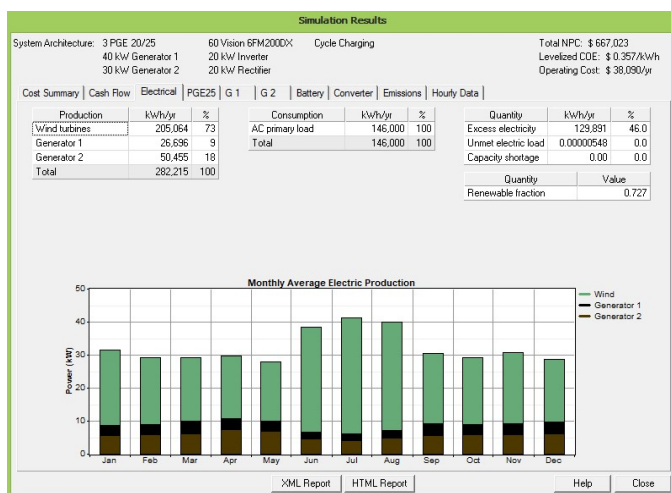 Simulation Results
System Architecture: 3 PGE 20/25 60 Vision 6FM200DX Cycle Charging
40 kW Generator 1 20 kW Inverter
30 kW Generator 2 20 kW Rectifier
Total NPC: $ 667,023
Levelized COE: $ 0.357/kWh
Operating Cost: $ 38,090/yr
Cost Summary Cash Flow Electrical PGE25 G 1 G 2 Battery Converter Emissions Hourly Data
Production kWh/yr %
Wind turbines 205,064 73
Generator 1 26,696 9
Generator 2 50,455 18
Total 282,215 100
Consumption kWh/yr %
AC primary load 146,000 100
Total 146,000 100
Quantity kWh/yr %
Excess electricity 129,891 46.0
Unmet electric load 0.00000548 0.0
Capacity shortage 0.00 0.0
Quantity Value
Renewable fraction 0.727
Monthly Average Electric Production
Power (kW)
50
40
30
20
10
0
Jan Feb Mar Apr May Jun Jul Aug Sep Oct Nov Dec
Wind
Generator 1
Generator 2
XML Report HTML Report Help Close